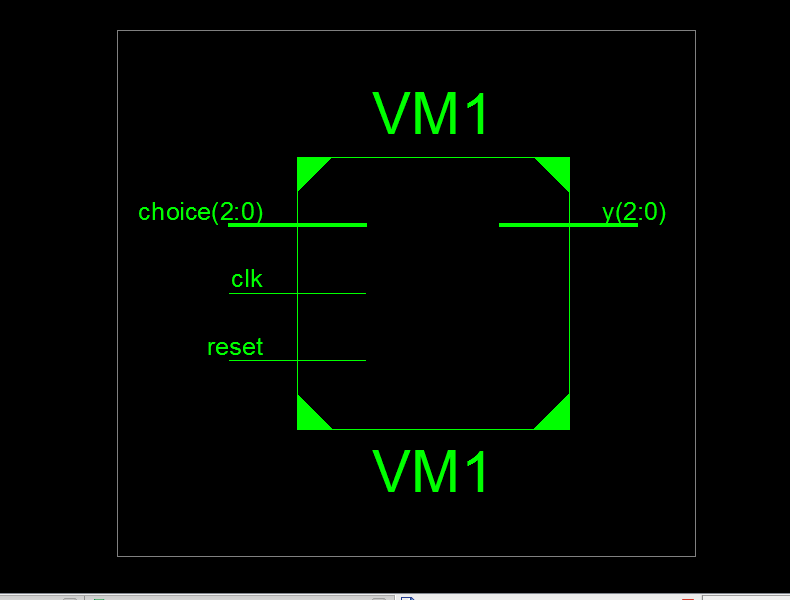 VM1
choice(2:0)
y(2:0)
clk
reset
VM1